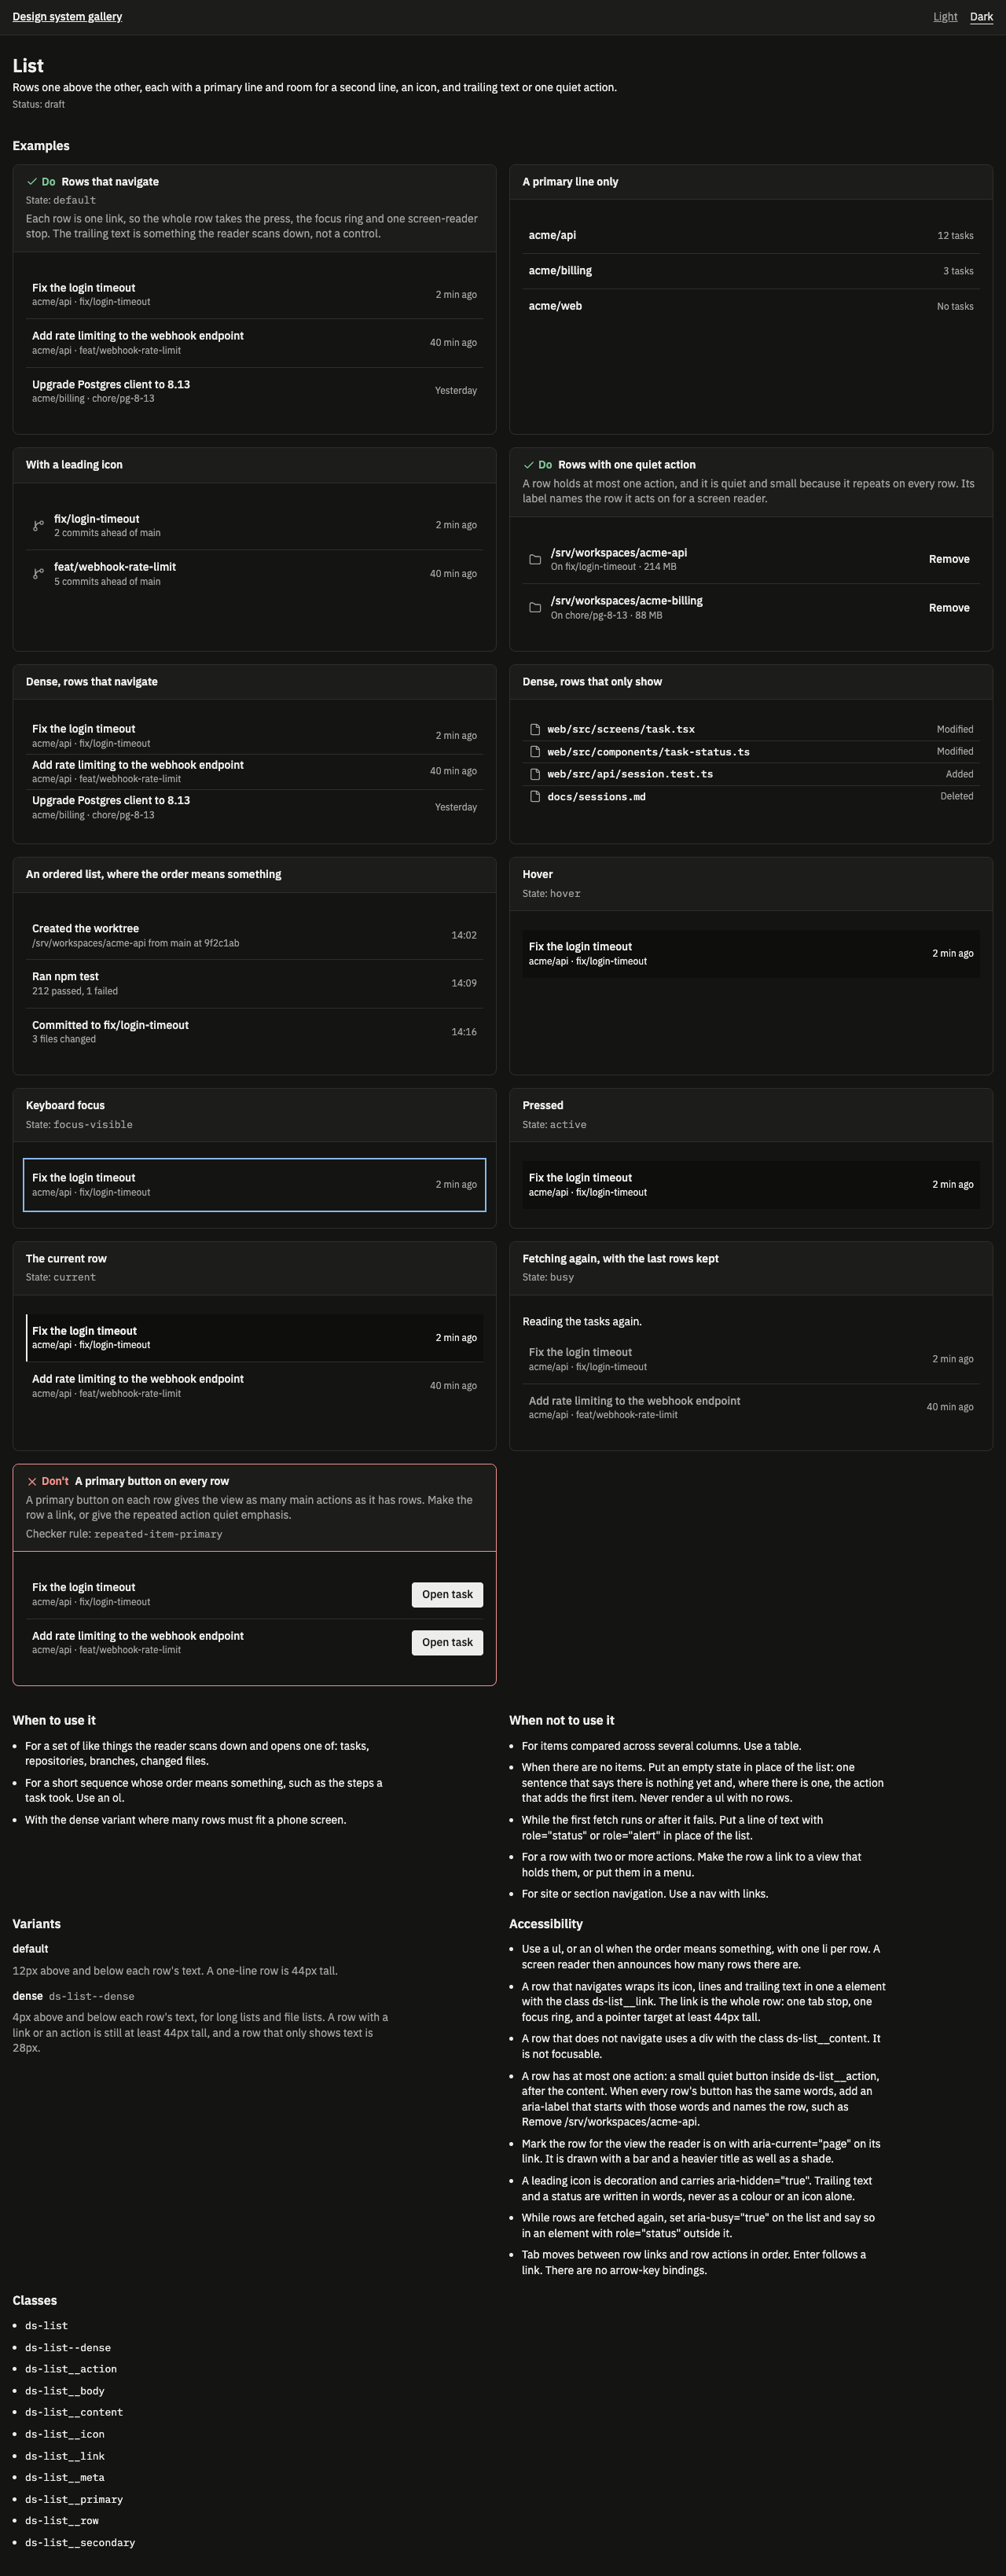 Design system gallery
Light Dark
List
Rows one above the other, each with a primary line and room for a second line, an icon, and trailing text or one quiet action.
Status: draft
Examples
Do Rows that navigate
State: default
Each row is one link, so the whole row takes the press, the focus ring and one screen-reader
stop. The trailing text is something the reader scans down, not a control.
Fix the login timeout
acme/api · fix/login-timeout
2 min ago
Add rate limiting to the webhook endpoint
acme/api · feat/webhook-rate-limit
40 min ago
Upgrade Postgres client to 8.13
acme/billing · chore/pg-8-13
Yesterday
A primary line only
acme/api
12 tasks
acme/billing
3 tasks
acme/web
No tasks
With a leading icon
fix/login-timeout
2 commits ahead of main
2 min ago
feat/webhook-rate-limit
5 commits ahead of main
40 min ago
Do Rows with one quiet action
A row holds at most one action, and it is quiet and small because it repeats on every row. Its
label names the row it acts on for a screen reader.
/srv/workspaces/acme-api
On fix/login-timeout · 214 MB
Remove
/srv/workspaces/acme-billing
On chore/pg-8-13 · 88 MB
Remove
Dense, rows that navigate
Fix the login timeout
acme/api · fix/login-timeout
2 min ago
Add rate limiting to the webhook endpoint
acme/api · feat/webhook-rate-limit
40 min ago
Upgrade Postgres client to 8.13
acme/billing · chore/pg-8-13
Yesterday
Dense, rows that only show
web/src/screens/task.tsx
Modified
web/src/components/task-status.ts
Modified
web/src/api/session.test.ts
Added
docs/sessions.md
Deleted
An ordered list, where the order means something
Created the worktree
/srv/workspaces/acme-api from main at 9f2c1ab
14:02
Ran npm test
212 passed, 1 failed
14:09
Committed to fix/login-timeout
3 files changed
14:16
Hover
State: hover
Fix the login timeout
acme/api · fix/login-timeout
2 min ago
Keyboard focus
State: focus-visible
Fix the login timeout
acme/api · fix/login-timeout
2 min ago
Pressed
State: active
Fix the login timeout
acme/api · fix/login-timeout
2 min ago
The current row
State: current
Fix the login timeout
acme/api · fix/login-timeout
2 min ago
Add rate limiting to the webhook endpoint
acme/api · feat/webhook-rate-limit
40 min ago
Fetching again, with the last rows kept
State: busy
Reading the tasks again.
Fix the login timeout
acme/api · fix/login-timeout
2 min ago
Add rate limiting to the webhook endpoint
acme/api · feat/webhook-rate-limit
40 min ago
Don't A primary button on every row
A primary button on each row gives the view as many main actions as it has rows. Make the
row a link, or give the repeated action quiet emphasis.
Checker rule: repeated-item-primary
Fix the login timeout
acme/api · fix/login-timeout
Open task
Add rate limiting to the webhook endpoint
acme/api · feat/webhook-rate-limit
Open task
When to use it
• For a set of like things the reader scans down and opens one of: tasks,
repositories, branches, changed files.
• For a short sequence whose order means something, such as the steps a
task took. Use an ol.
• With the dense variant where many rows must fit a phone screen.
When not to use it
• For items compared across several columns. Use a table.
• When there are no items. Put an empty state in place of the list: one
sentence that says there is nothing yet and, where there is one, the action
that adds the first item. Never render a ul with no rows.
• While the first fetch runs or after it fails. Put a line of text with
role="status" or role="alert" in place of the list.
• For a row with two or more actions. Make the row a link to a view that
holds them, or put them in a menu.
• For site or section navigation. Use a nav with links.
Variants
default
12px above and below each row's text. A one-line row is 44px tall.
dense ds-list--dense
4px above and below each row's text, for long lists and file lists. A row with a
link or an action is still at least 44px tall, and a row that only shows text is
28px.
Accessibility
• Use a ul, or an ol when the order means something, with one li per row. A
screen reader then announces how many rows there are.
• A row that navigates wraps its icon, lines and trailing text in one a element
with the class ds-list__link. The link is the whole row: one tab stop, one
focus ring, and a pointer target at least 44px tall.
• A row that does not navigate uses a div with the class ds-list__content. It
is not focusable.
• A row has at most one action: a small quiet button inside ds-list__action,
after the content. When every row's button has the same words, add an
aria-label that starts with those words and names the row, such as
Remove /srv/workspaces/acme-api.
• Mark the row for the view the reader is on with aria-current="page" on its
link. It is drawn with a bar and a heavier title as well as a shade.
• A leading icon is decoration and carries aria-hidden="true". Trailing text
and a status are written in words, never as a colour or an icon alone.
• While rows are fetched again, set aria-busy="true" on the list and say so
in an element with role="status" outside it.
• Tab moves between row links and row actions in order. Enter follows a
link. There are no arrow-key bindings.
Classes
• ds-list
• ds-list--dense
• ds-list__action
• ds-list__body
• ds-list__content
• ds-list__icon
• ds-list__link
• ds-list__meta
• ds-list__primary
• ds-list__row
• ds-list__secondary